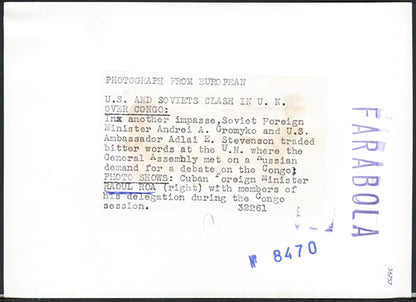 PHOTOGRAPH FROM EUROPEAN
U.S. AND SOVIETS CLASH IN U. N.
OVER CONGO:
Inx another impasse,Soviet Foreign
Minister Andrei A. Gromyko and U.S.
Ambassador Adlai E. Stevenson traded
bitter words at the U.N. where the
General Assembly met on a Russian
demand for a debate on the Congo;
PHOTO SHOWS: Cuban Foreign Minister
RAOUL ROA (right) with members of
his delegation during the Congo
session. 32261
FARABOLA
8470